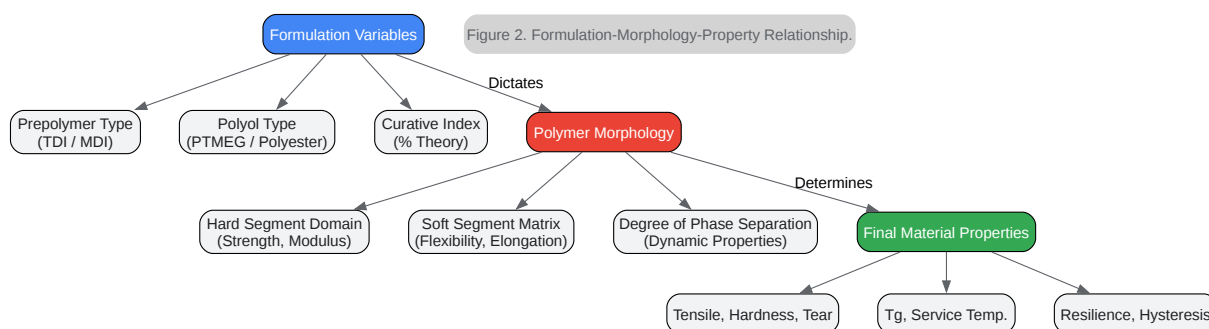 Formulation Variables
Figure 2. Formulation-Morphology-Property Relationship.
Dictates
Prepolymer Type
(TDI / MDI)
Polyol Type
(PTMEG / Polyester)
Curative Index
(% Theory)
Polymer Morphology
Determines
Hard Segment Domain
(Strength, Modulus)
Soft Segment Matrix
(Flexibility, Elongation)
Degree of Phase Separation
(Dynamic Properties)
Final Material Properties
Tensile, Hardness, Tear
Tg, Service Temp.
Resilience, Hysteresis